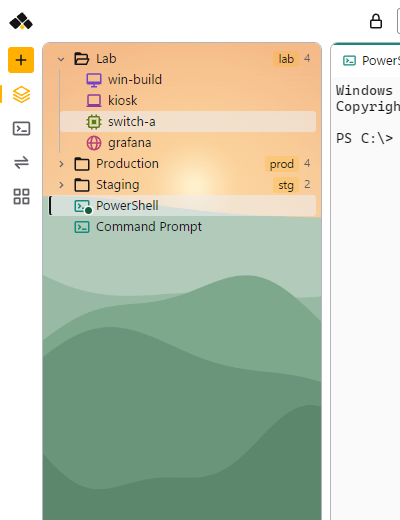 Lab lab 4
win-build
kiosk
switch-a
grafana
Production prod 4
Staging stg 2
PowerShell
Command Prompt
Windows
PS C:\>